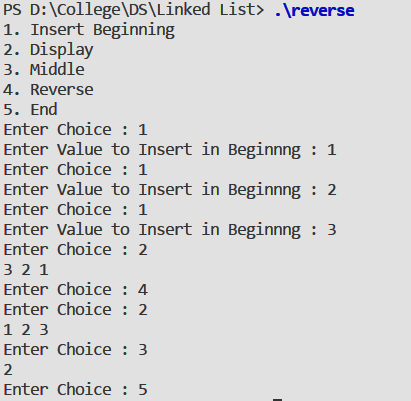 PS D:\College\DS\Linked List> .\reverse
1. Insert Beginning
2. Display
3. Middle
4. Reverse
5. End
Enter Choice : 1
Enter Value to Insert in Beginnng : 1
Enter Choice : 1
Enter Value to Insert in Beginnng : 2
Enter Choice : 1
Enter Value to Insert in Beginnng : 3
Enter Choice : 2
3 2 1
Enter Choice : 4
Enter Choice : 2
1 2 3
Enter Choice : 3
2
Enter Choice : 5